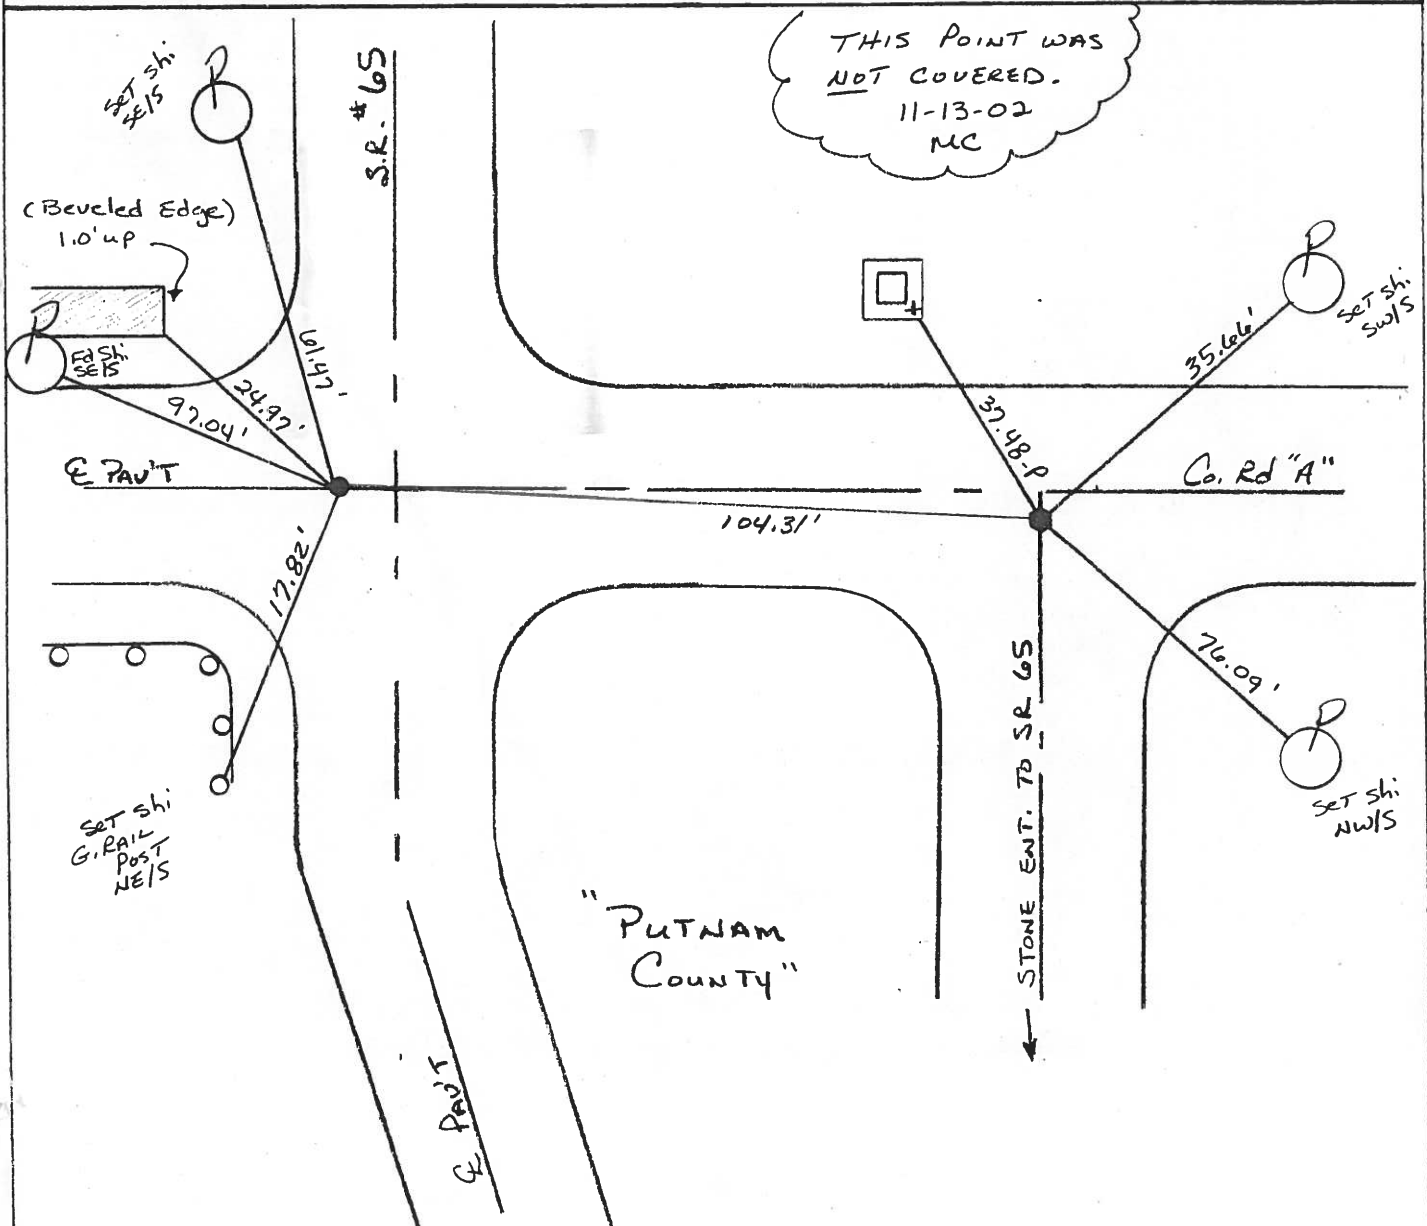 THIS POINT WAS
NOT COVERED.
11-13-02
MC
SET Shi
SE/S
S.R. #65
(Beveled Edge)
1.0' up
Fd Shi
SE/S
61.47'
24.97'
97.04'
℄ PAV'T
17.82'
104.31'
37.48-P
35.66'
SET Shi
SW/S
Co. Rd "A"
76.09'
SET Shi
NW/S
SET Shi
G. RAIL
POST
NE/S
STONE ENT. TO SR 65
"PUTNAM
COUNTY"
℄ PAV'T